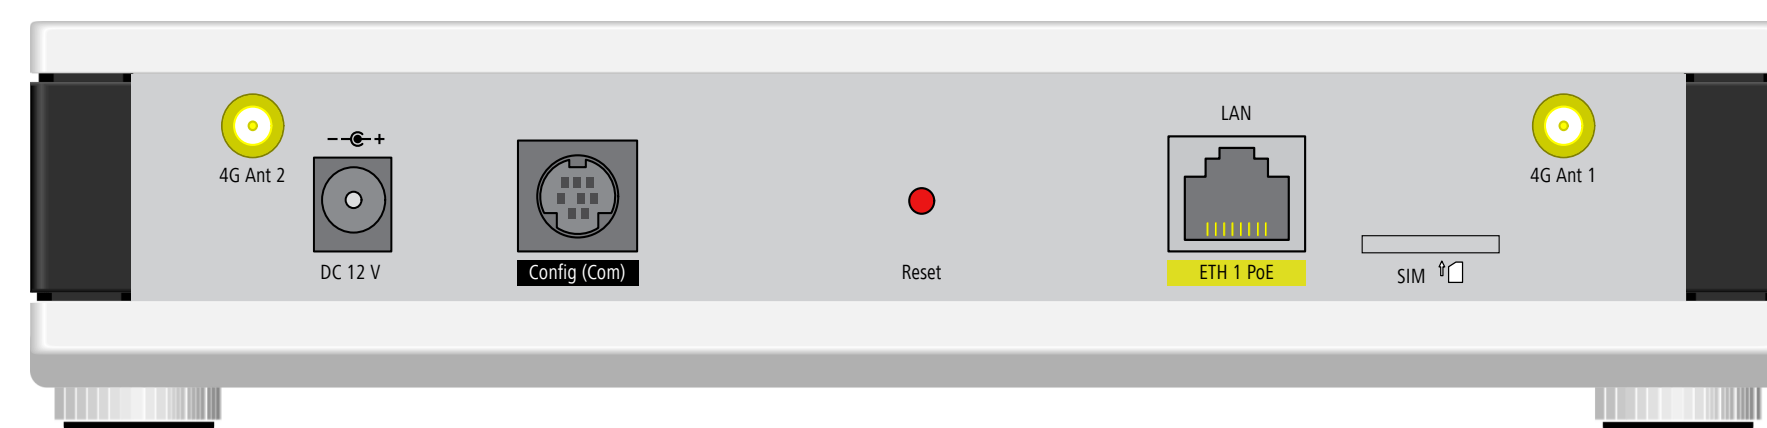 LAN
4G Ant 2
4G Ant 1
DC 12 V
Config (Com)
Reset
ETH 1 PoE
SIM